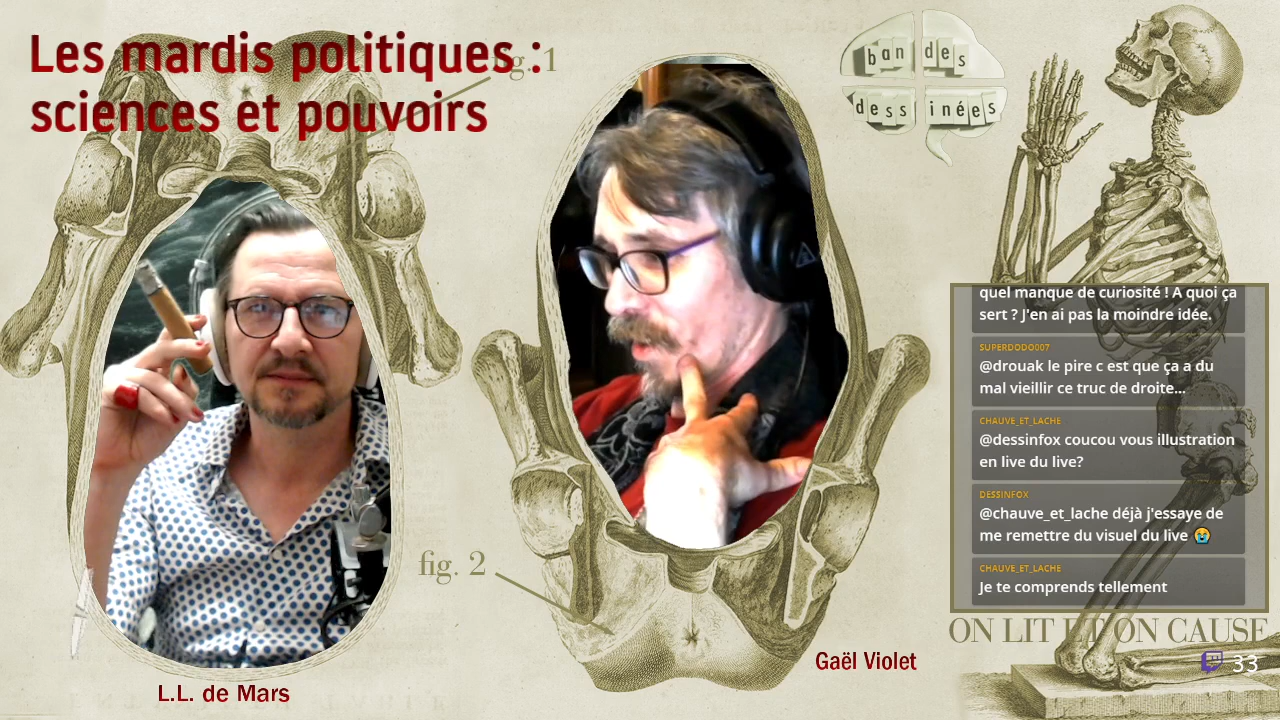 Les mardis politiques :
sciences et pouvoirs
fig. 1
ban des
dess inées
quel manque de curiosité ! A quoi ça
sert ? J'en ai pas la moindre idée.
SUPERDODO007
@drouak le pire c est que ça a du
mal vieillir ce truc de droite...
CHAUVE_ET_LACHE
@dessinfox coucou vous illustration
en live du live?
DESSINFOX
@chauve_et_lache déjà j'essaye de
me remettre du visuel du live 😭
CHAUVE_ET_LACHE
Je te comprends tellement
fig. 2
ON LIT ET ON CAUSE
33
Gaël Violet
L.L. de Mars